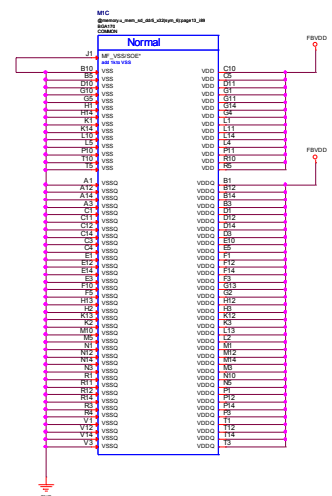 M1C
BGA170
COMMON
Normal
FBVDD
J1 MF_VSS/SOE*
B10 VSS VDD C10
B5 VSS VDD C5
D10 VSS VDD D11
G10 VSS VDD G1
G5 VSS VDD G11
H1 VSS VDD G14
H14 VSS VDD G4
K1 VSS VDD L1
K14 VSS VDD L11
L10 VSS VDD L14
L5 VSS VDD L4
P10 VSS VDD P11
T10 VSS VDD R10
T5 VSS VDD R5
FBVDD
A1 VSSQ VDDQ B1
A12 VSSQ VDDQ B12
A14 VSSQ VDDQ B14
A3 VSSQ VDDQ B3
C1 VSSQ VDDQ D1
C11 VSSQ VDDQ D12
C12 VSSQ VDDQ D14
C14 VSSQ VDDQ D3
C3 VSSQ VDDQ E10
C4 VSSQ VDDQ E5
E1 VSSQ VDDQ F1
E12 VSSQ VDDQ F12
E14 VSSQ VDDQ F14
E3 VSSQ VDDQ F3
F10 VSSQ VDDQ G13
F5 VSSQ VDDQ G2
H13 VSSQ VDDQ H12
H2 VSSQ VDDQ H3
K13 VSSQ VDDQ K12
K2 VSSQ VDDQ K3
M10 VSSQ VDDQ L13
M5 VSSQ VDDQ L2
N1 VSSQ VDDQ M1
N12 VSSQ VDDQ M12
N14 VSSQ VDDQ M14
N3 VSSQ VDDQ M3
R1 VSSQ VDDQ N10
R11 VSSQ VDDQ N5
R12 VSSQ VDDQ P1
R14 VSSQ VDDQ P12
R3 VSSQ VDDQ P14
R4 VSSQ VDDQ P3
V1 VSSQ VDDQ T1
V12 VSSQ VDDQ T12
V14 VSSQ VDDQ T14
V3 VSSQ VDDQ T3